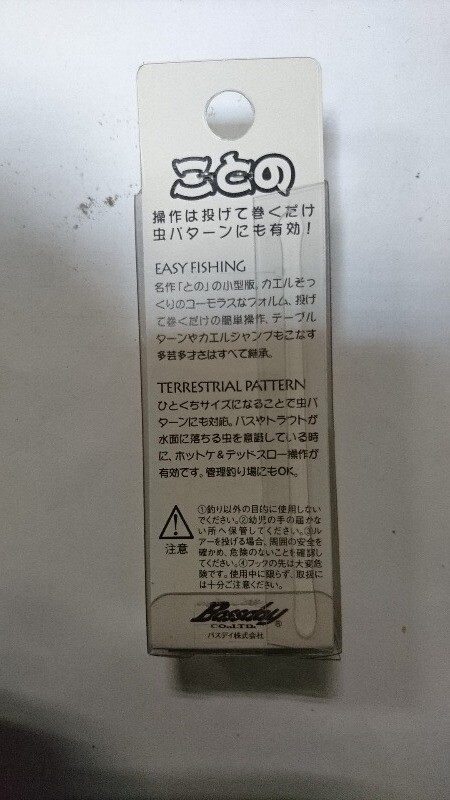 ことの
操作は投げて巻くだけ
虫パターンにも有効!
EASY FISHING
名作「との」の小型版。カエルそっ
くりのユーモラスなフォルム、投げ
て巻くだけの簡単操作、テーブル
ターンやカエルジャンプもこなす
多芸多才さはすべて継承。
TERRESTRIAL PATTERN
ひとくちサイズになることで虫パ
ターンにも対応。バスやトラウトが
水面に落ちる虫を意識している時
に、ホットケ&デッドスロー操作が
有効です。管理釣り場にもOK。
注意
①釣り以外の目的に使用しない
でください。②幼児の手の届かな
い所へ保管してください。③ル
アーを投げる場合、周囲の安全を
確かめ、危険のないことを確認し
てください。④フックの先は大変危
険です。使用中に限らず、取扱に
は十分ご注意ください。
Bassday
CO.,LTD.
®
バスデイ株式会社